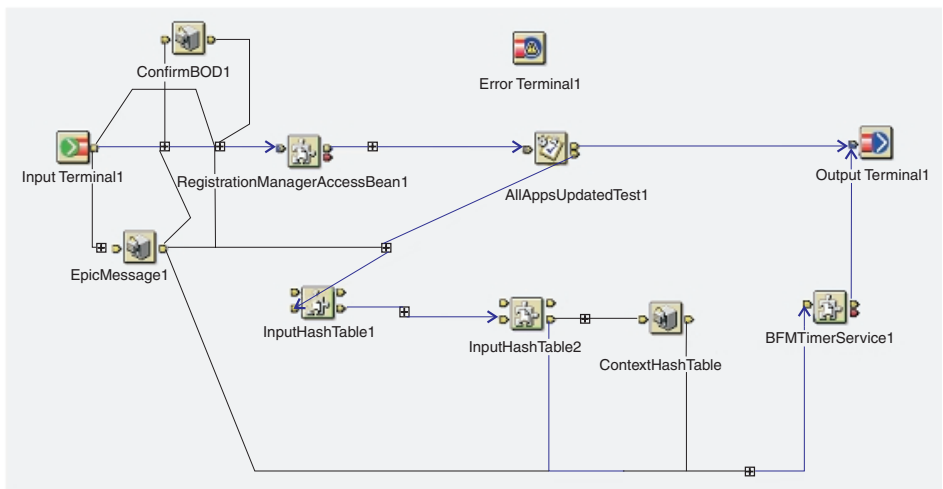 ConfirmBOD1
Error Terminal1
Input Terminal1
RegistrationManagerAccessBean1
AllAppsUpdatedTest1
Output Terminal1
EpicMessage1
InputHashTable1
InputHashTable2
ContextHashTable
BFMTimerService1